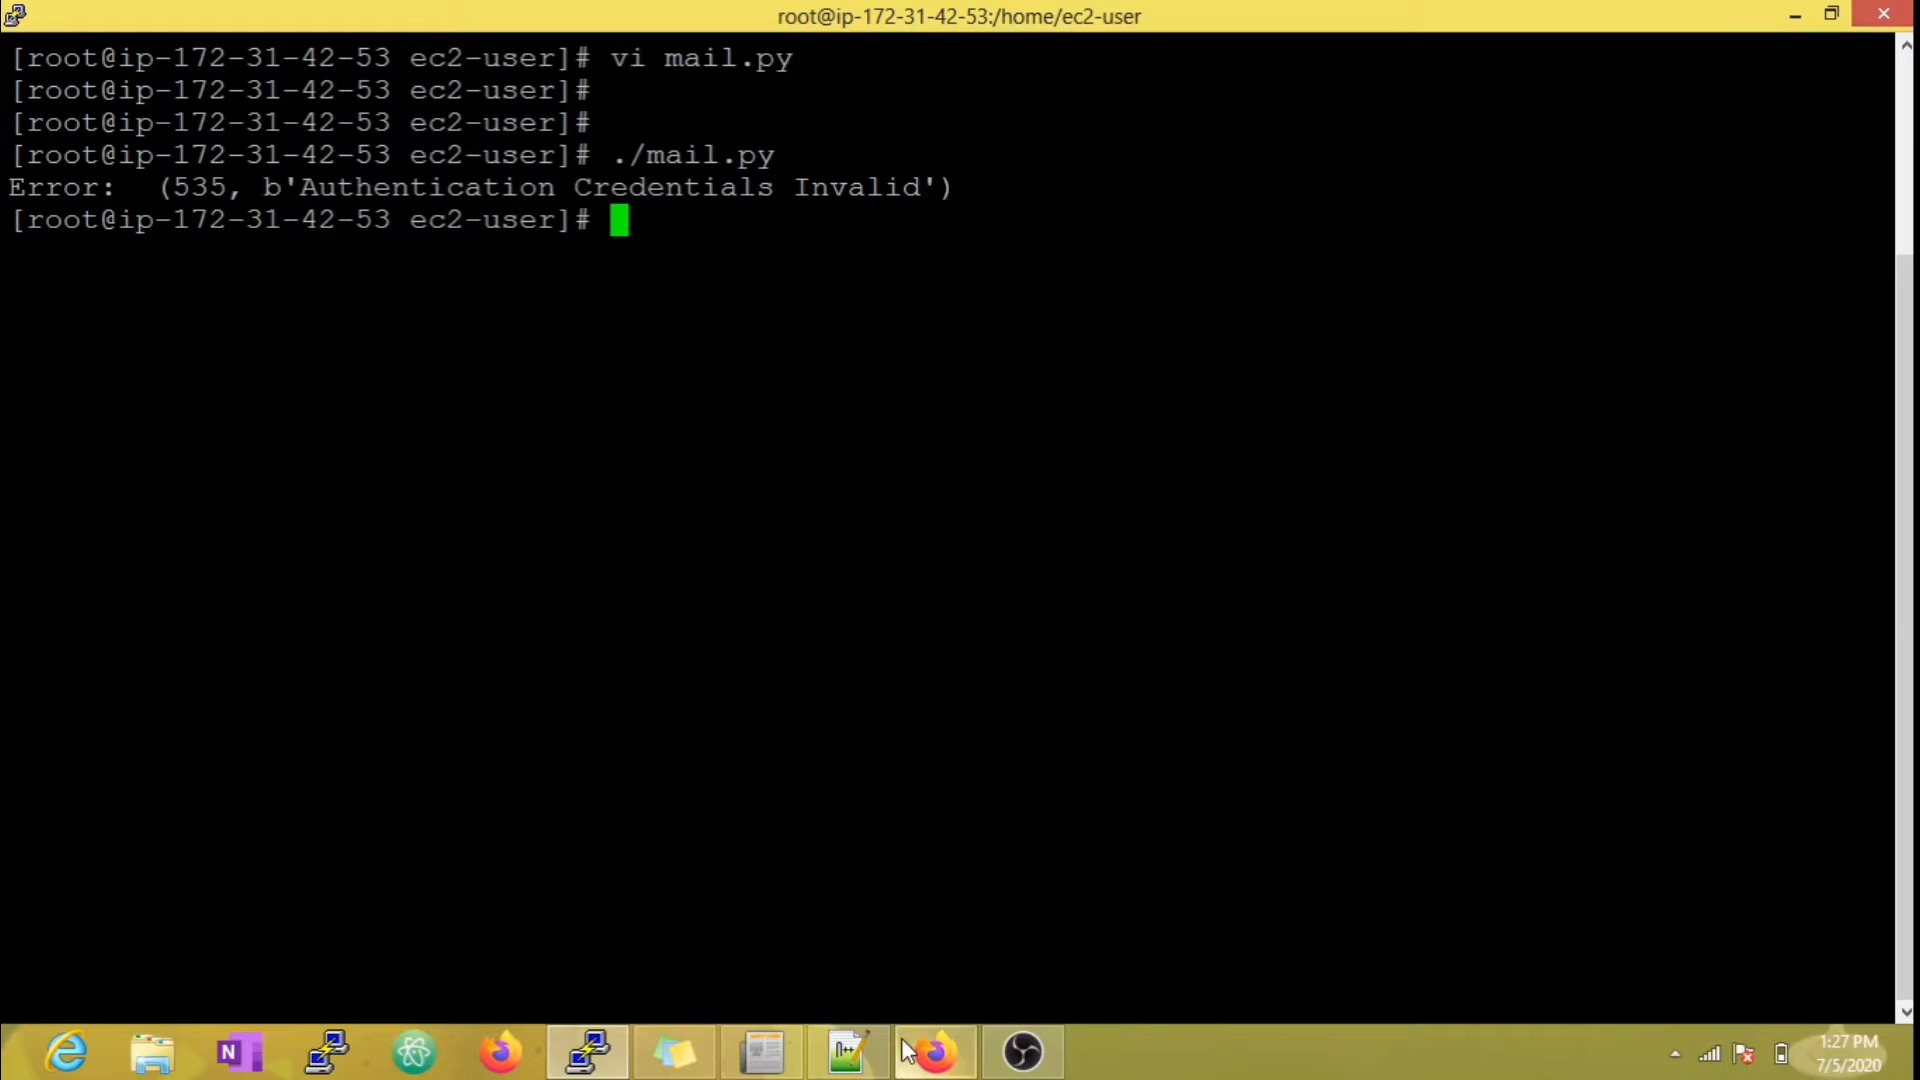 root@ip-172-31-42-53:/home/ec2-user
[root@ip-172-31-42-53 ec2-user]# vi mail.py
[root@ip-172-31-42-53 ec2-user]#
[root@ip-172-31-42-53 ec2-user]#
[root@ip-172-31-42-53 ec2-user]# ./mail.py
Error:  (535, b'Authentication Credentials Invalid')
[root@ip-172-31-42-53 ec2-user]#
N
1:27 PM
7/5/2020